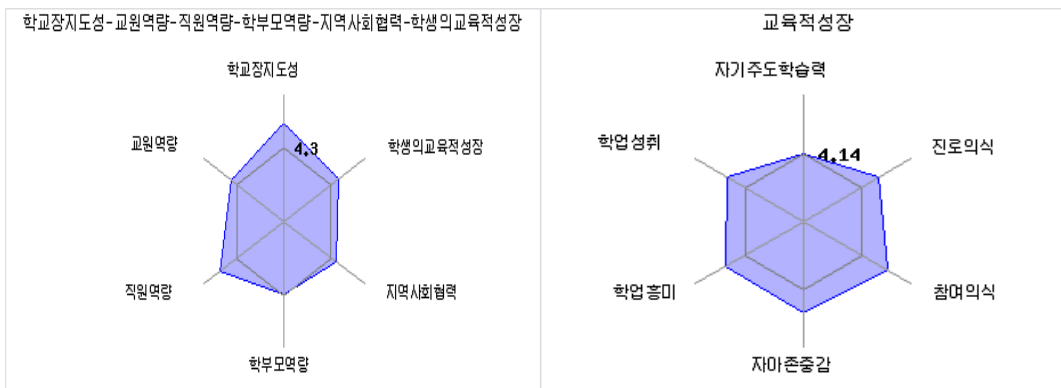 학교장지도성-교원역량-직원역량-학부모역량-지역사회협력-학생의교육적성장
학교장지도성
교원역량
4.3
학생의교육적성장
직원역량
지역사회협력
학부모역량
교육적성장
자기주도학습력
학업성취
4.14
진로의식
학업흥미
참여의식
자아존중감